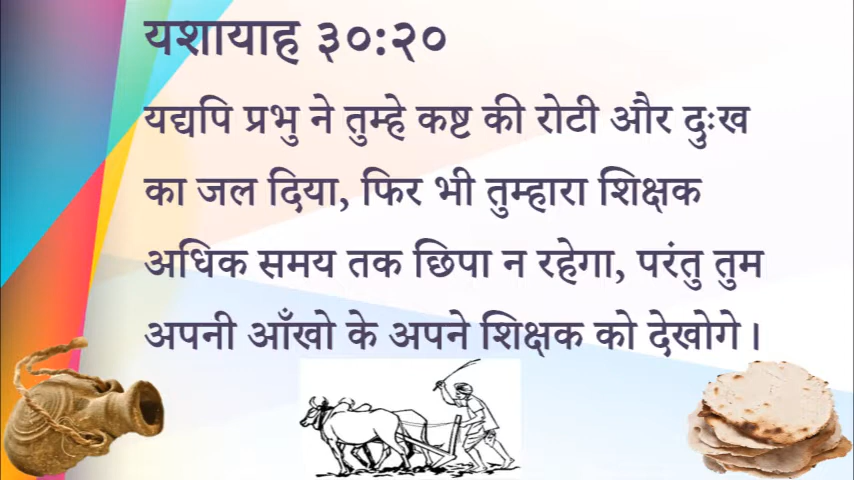 यशायाह ३०:२०
यद्यपि प्रभु ने तुम्हे कष्ट की रोटी और दुःख
का जल दिया, फिर भी तुम्हारा शिक्षक
अधिक समय तक छिपा न रहेगा, परंतु तुम
अपनी आँखो के अपने शिक्षक को देखोगे।